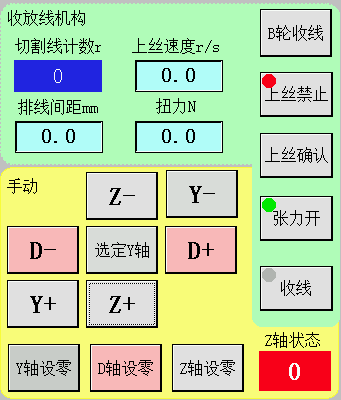 收放线机构
切割线计数r
上丝速度r/s
0
0.0
排线间距mm
扭力N
0.0
0.0
B轮收线
上丝禁止
上丝确认
张力开
收线
手动
Z−
Y−
D−
选定Y轴
D+
Y+
Z+
Y轴设零
D轴设零
Z轴设零
Z轴状态
0